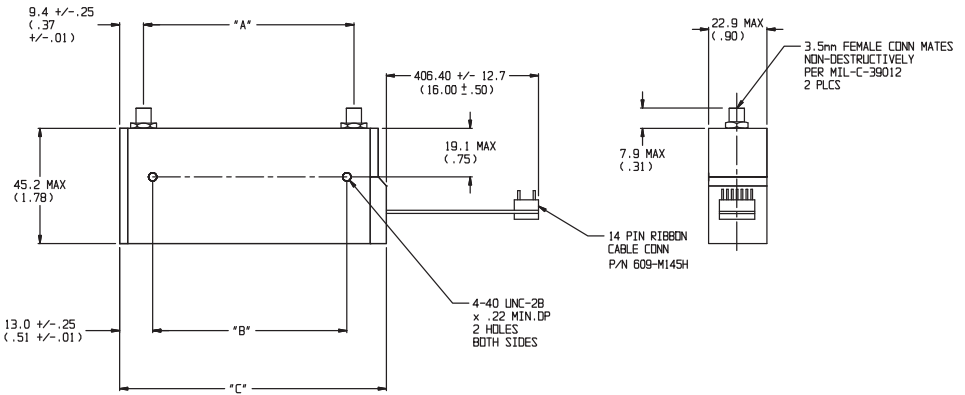 9.4 +/-.25
(.37
+/-.01)
"A"
22.9 MAX
(.90)
3.5mm FEMALE CONN MATES
NON-DESTRUCTIVELY
PER MIL-C-39012
2 PLCS
406.40 +/- 12.7
(16.00 ± .50)
19.1 MAX
(.75)
7.9 MAX
(.31)
45.2 MAX
(1.78)
14 PIN RIBBON
CABLE CONN
P/N 609-M145H
4-40 UNC-2B
x .22 MIN.DP
2 HOLES
BOTH SIDES
13.0 +/-.25
(.51 +/-.01)
"B"
"C"